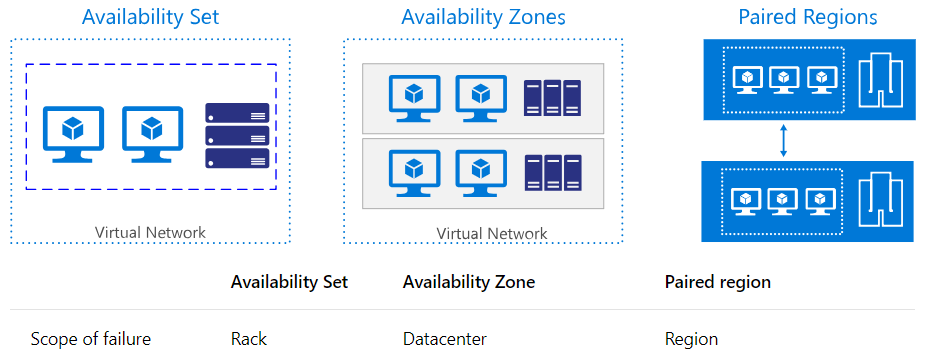 Availability Set Availability Zones Paired Regions
Virtual Network Virtual Network
Availability Set Availability Zone Paired region
Scope of failure Rack Datacenter Region